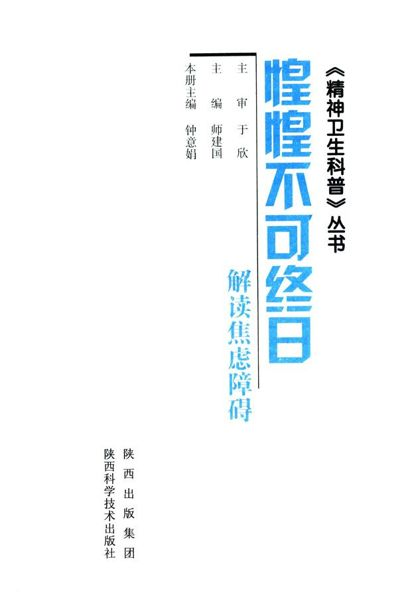 《精神卫生科普》丛书
惶惶不可终日
解读焦虑障碍
主 审 于 欣
主 编 师建国
本册主编 钟意娟
陕西出版集团
陕西科学技术出版社